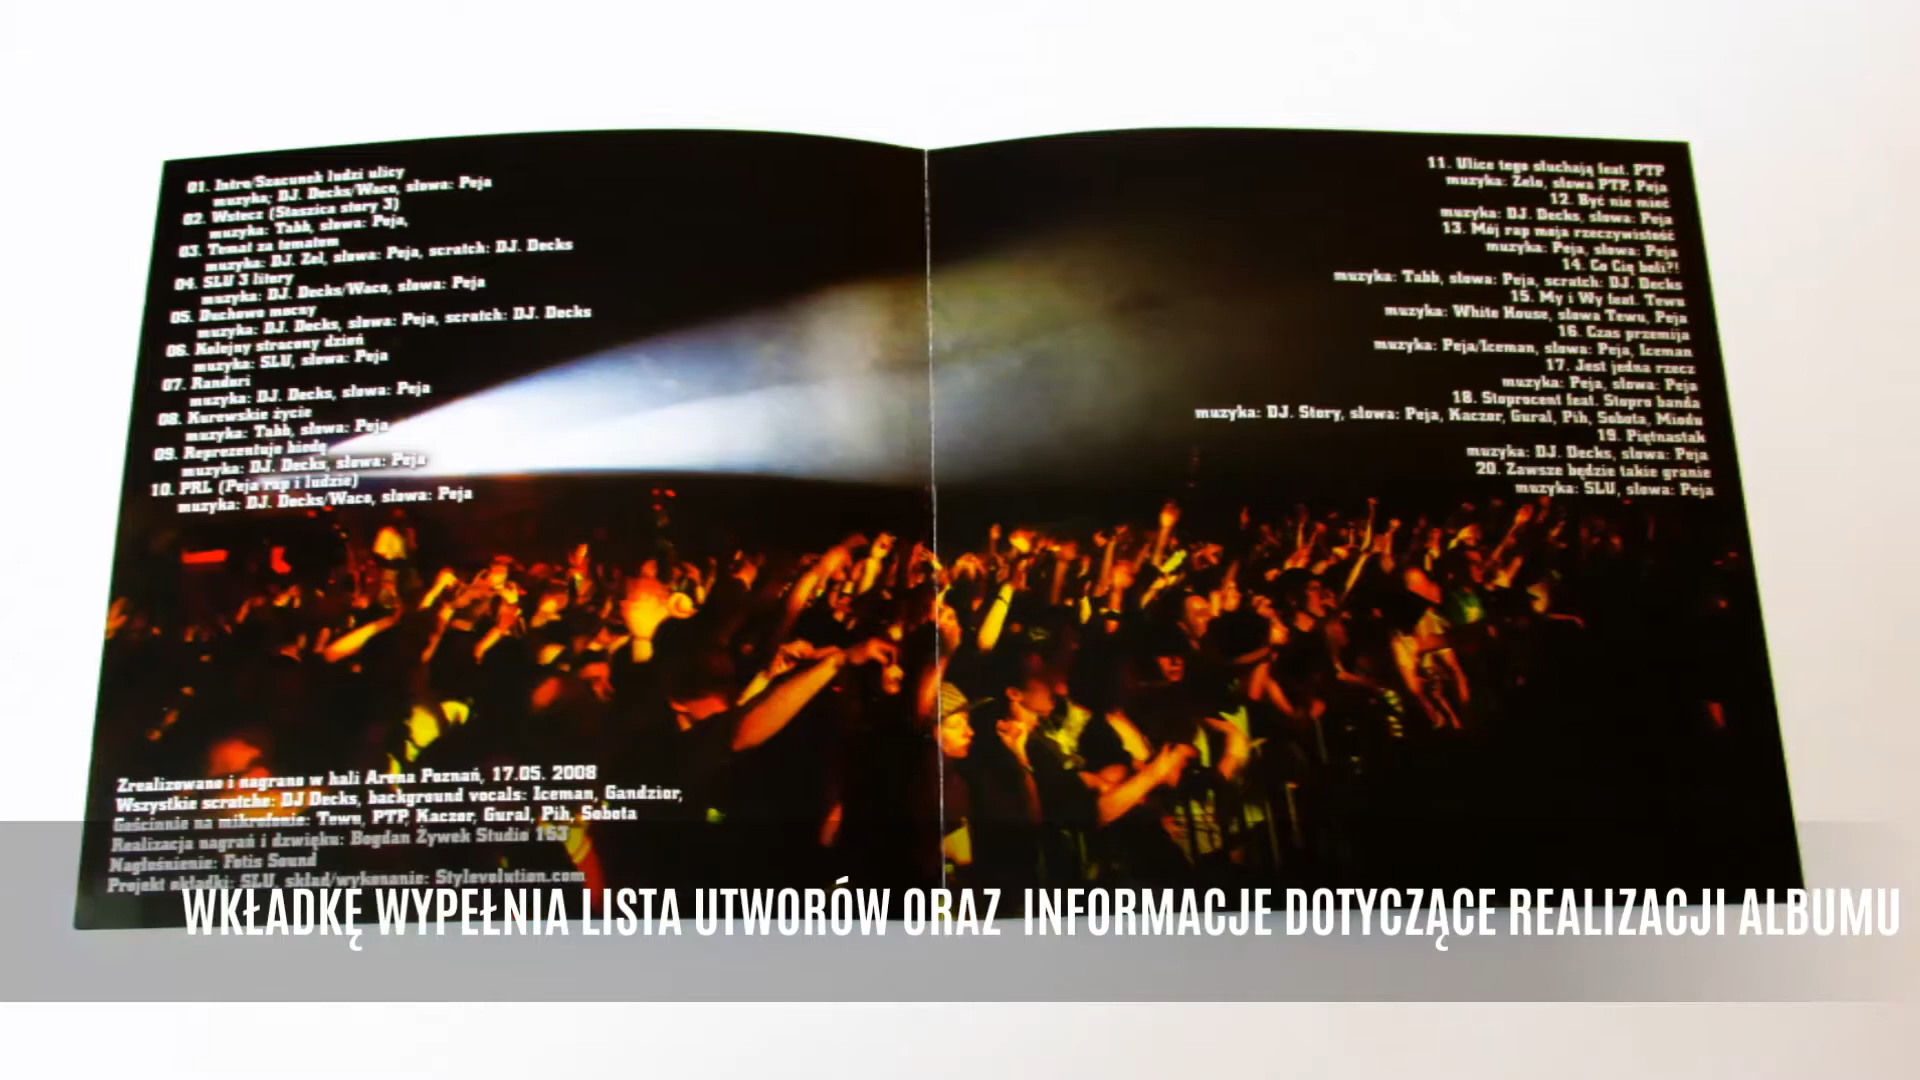 01. Intro/Szacunek ludzi ulicy
muzyka; DJ. Decks/Waco, słowa: Peja
02. Wstecz (Staszica story 3)
muzyka: Tabb, słowa: Peja,
03. Temat za tematem
muzyka: DJ. Zel, słowa: Peja, scratch: DJ. Decks
04. SLU 3 litery
muzyka: DJ. Decks/Waco, słowa: Peja
05. Duchowo mocny
muzyka: DJ. Decks, słowa: Peja, scratch: DJ. Decks
06. Kolejny stracony dzień
muzyka: SLU, słowa: Peja
07. Randori
muzyka: DJ. Decks, słowa: Peja
08. Kurewskie życie
muzyka: Tabb, słowa: Peja
09. Reprezentuje biedę
muzyka: DJ. Decks, słowa: Peja
10. PRL (Peja rap i ludzie)
muzyka: DJ. Decks/Waco, słowa: Peja
11. Ulice tego słuchają feat. PTP
muzyka: Zelo, słowa PTP, Peja
12. Być nie mieć
muzyka: DJ. Decks, słowa: Peja
13. Mój rap moja rzeczywistość
muzyka: Peja, słowa: Peja
14. Co Cię boli?!
muzyka: Tabb, słowa: Peja, scratch: DJ. Decks
15. My i Wy feat. Tewu
muzyka: White House, słowa Tewu, Peja
16. Czas przemija
muzyka: Peja/Iceman, słowa: Peja, Iceman
17. Jest jedna rzecz
muzyka: Peja, słowa: Peja
18. Stoprocent feat. Stopro banda
muzyka: DJ. Story, słowa: Peja, Kaczor, Gural, Pih, Sobota, Miodu
19. Piętnastak
muzyka: DJ. Decks, słowa: Peja
20. Zawsze będzie takie granie
muzyka: SLU, słowa: Peja
Zrealizowano i nagrano w hali Arena Poznań, 17.05. 2008
Wszystkie scratche: DJ Decks, background vocals: Iceman, Gandzior,
Gościnnie na mikrofonie: Tewu, PTP, Kaczor, Gural, Pih, Sobota
Realizacja nagrań i dzwięku: Bogdan Żywek Studio 153
Nagłośnienie: Fotis Sound
Projekt okładki: SLU, skład/wykonanie: Stylevolution.com
WKŁADKĘ WYPEŁNIA LISTA UTWORÓW ORAZ INFORMACJE DOTYCZĄCE REALIZACJI ALBUMU